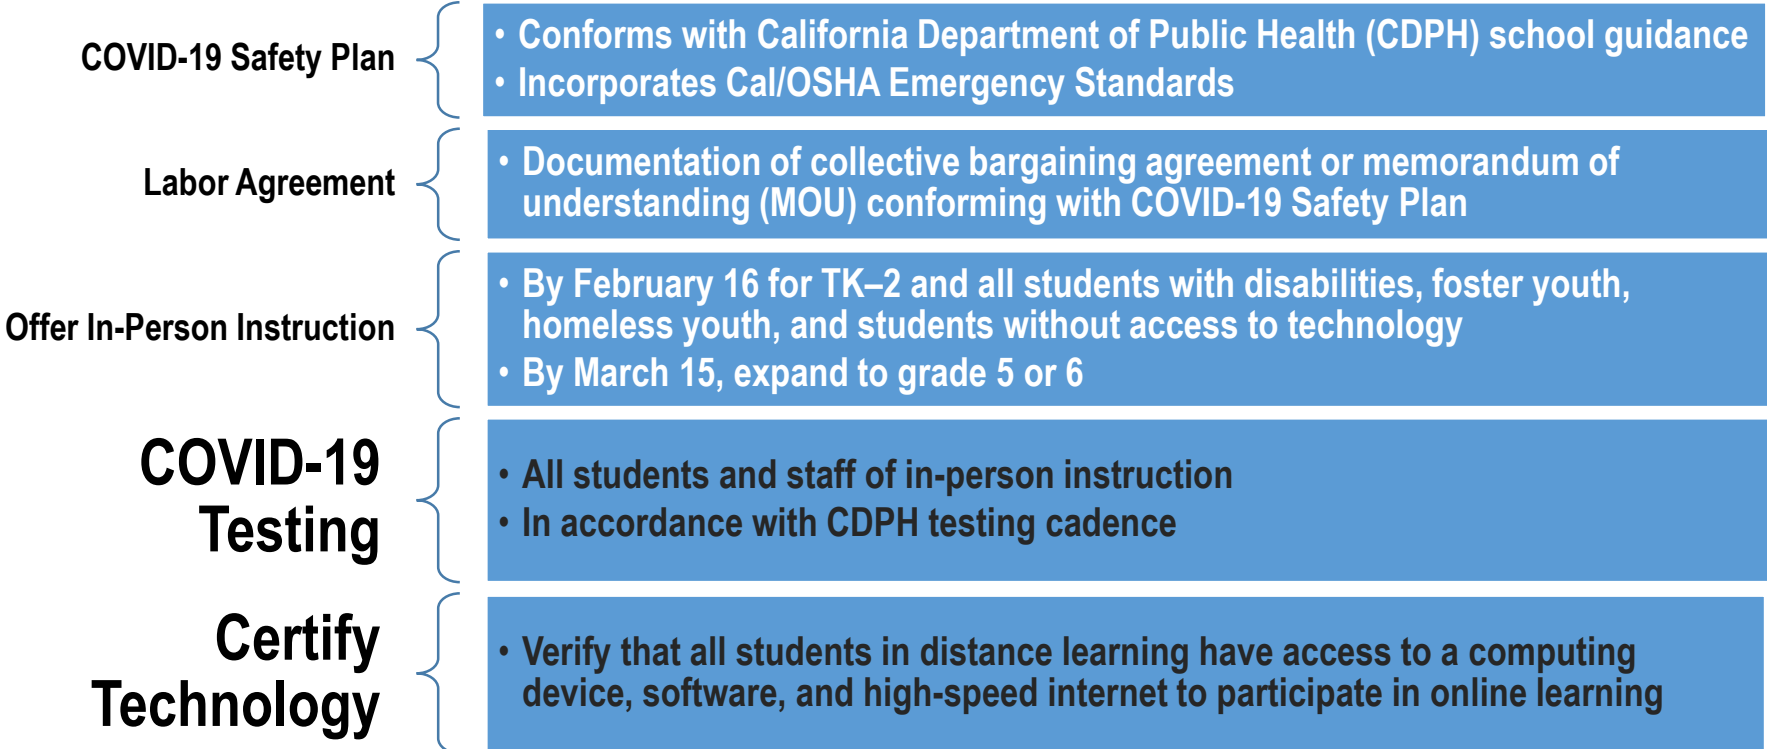 COVID-19 Safety Plan
• Conforms with California Department of Public Health (CDPH) school guidance
• Incorporates Cal/OSHA Emergency Standards
Labor Agreement
• Documentation of collective bargaining agreement or memorandum of
understanding (MOU) conforming with COVID-19 Safety Plan
Offer In-Person Instruction
• By February 16 for TK–2 and all students with disabilities, foster youth,
homeless youth, and students without access to technology
• By March 15, expand to grade 5 or 6
COVID-19
Testing
• All students and staff of in-person instruction
• In accordance with CDPH testing cadence
Certify
Technology
• Verify that all students in distance learning have access to a computing
device, software, and high-speed internet to participate in online learning